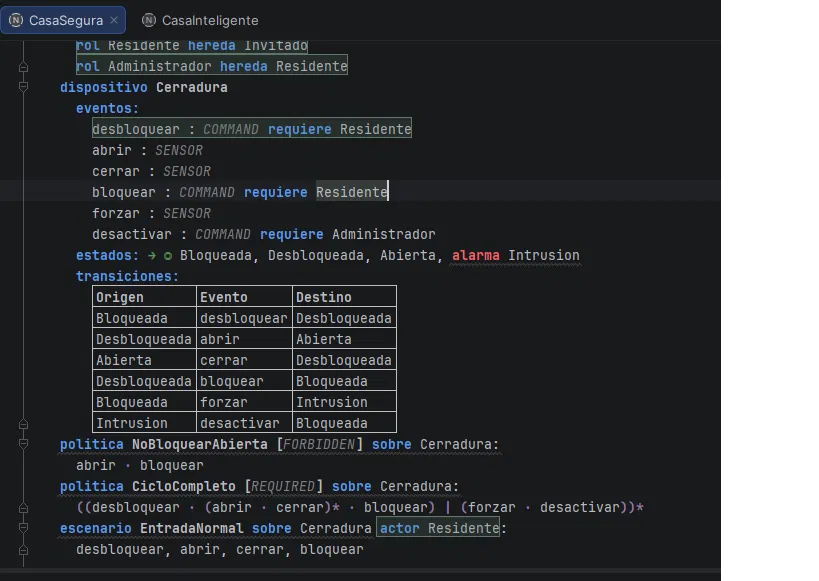 CasaSegura × CasaInteligente
rol Residente hereda Invitado
rol Administrador hereda Residente
dispositivo Cerradura
eventos:
desbloquear : COMMAND requiere Residente
abrir : SENSOR
cerrar : SENSOR
bloquear : COMMAND requiere Residente
forzar : SENSOR
desactivar : COMMAND requiere Administrador
estados: → © Bloqueada, Desbloqueada, Abierta, alarma Intrusion
transiciones:
Origen Evento Destino
Bloqueada desbloquear Desbloqueada
Desbloqueada abrir Abierta
Abierta cerrar Desbloqueada
Desbloqueada bloquear Bloqueada
Bloqueada forzar Intrusion
Intrusion desactivar Bloqueada
politica NoBloquearAbierta [FORBIDDEN] sobre Cerradura:
abrir · bloquear
politica CicloCompleto [REQUIRED] sobre Cerradura:
((desbloquear · (abrir · cerrar)* · bloquear) | (forzar · desactivar))*
escenario EntradaNormal sobre Cerradura actor Residente:
desbloquear, abrir, cerrar, bloquear